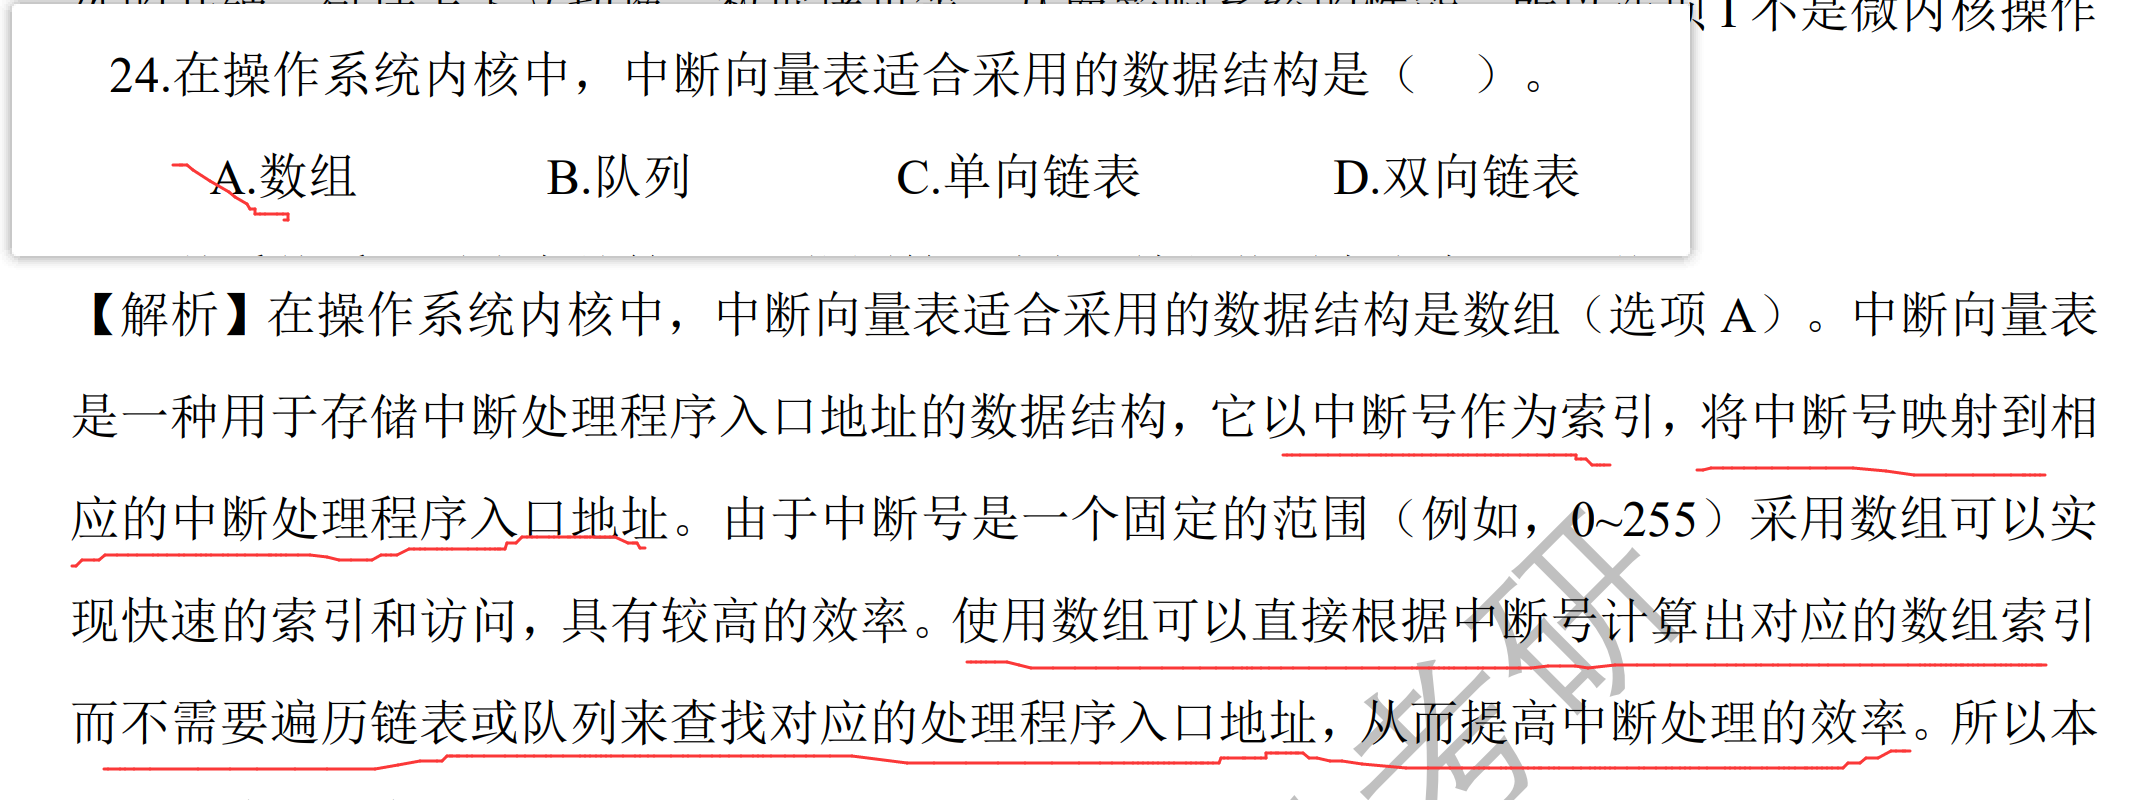 I 不是微内核操作
24.在操作系统内核中，中断向量表适合采用的数据结构是（ ）。
A.数组 B.队列 C.单向链表 D.双向链表
【解析】在操作系统内核中，中断向量表适合采用的数据结构是数组（选项 A）。中断向量表
是一种用于存储中断处理程序入口地址的数据结构，它以中断号作为索引，将中断号映射到相
应的中断处理程序入口地址。由于中断号是一个固定的范围（例如，0~255）采用数组可以实
现快速的索引和访问，具有较高的效率。使用数组可以直接根据中断号计算出对应的数组索引
而不需要遍历链表或队列来查找对应的处理程序入口地址，从而提高中断处理的效率。所以本
考研